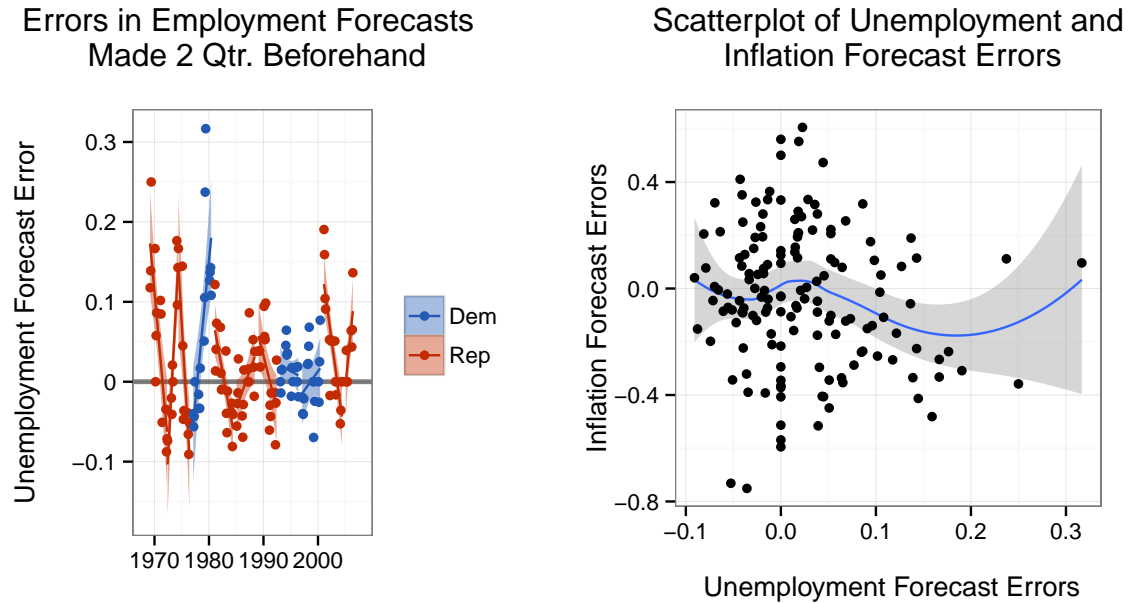 Errors in Employment Forecasts
Made 2 Qtr. Beforehand
Unemployment Forecast Error
0.3
0.2
0.1
0
−0.1
1970 1980 1990 2000
Dem
Rep
Scatterplot of Unemployment and
Inflation Forecast Errors
Inflation Forecast Errors
0.4
0.0
−0.4
−0.8
−0.1 0.0 0.1 0.2 0.3
Unemployment Forecast Errors